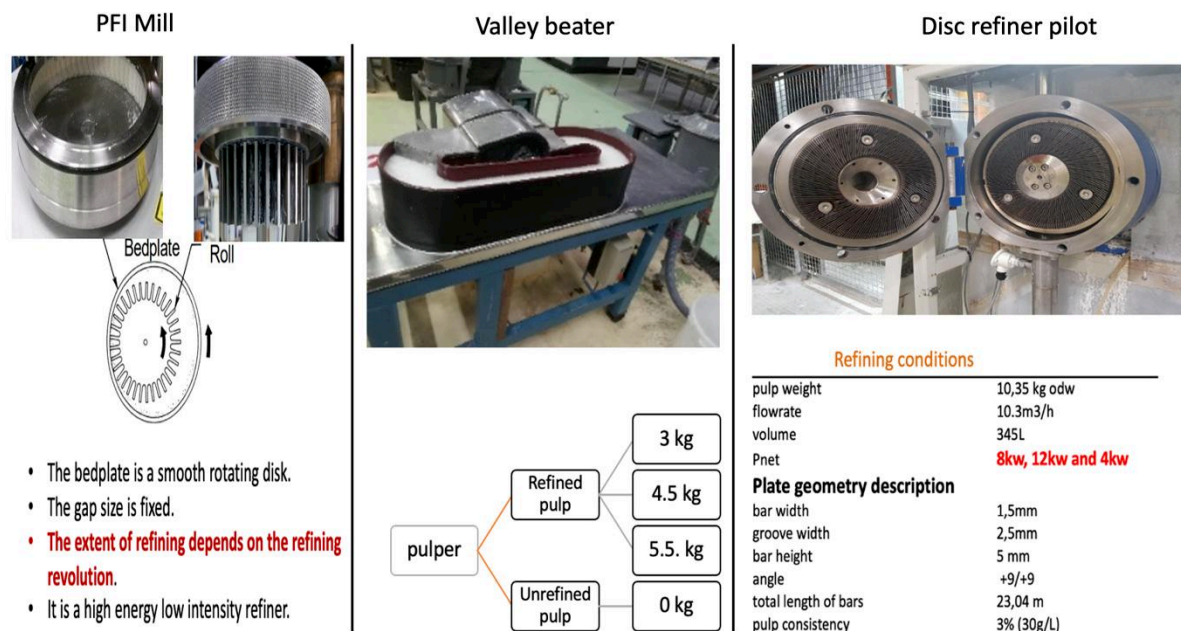 PFI Mill
Bedplate
Roll
• The bedplate is a smooth rotating disk.
• The gap size is fixed.
• The extent of refining depends on the refining
revolution.
• It is a high energy low intensity refiner.
Valley beater
pulper
Refined
pulp
3 kg
4.5 kg
5.5. kg
Unrefined
pulp
0 kg
Disc refiner pilot
Refining conditions
pulp weight 10,35 kg odw
flowrate 10.3m3/h
volume 345L
Pnet 8kw, 12kw and 4kw
Plate geometry description
bar width 1,5mm
groove width 2,5mm
bar height 5 mm
angle +9/+9
total length of bars 23,04 m
pulp consistency 3% (30g/L)